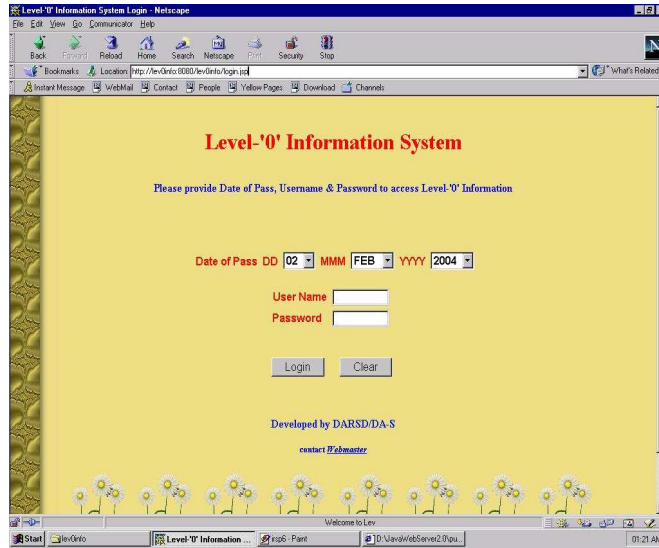 Level-'0' Information System Login - Netscape
File Edit View Go Communicator Help
Back Forward Reload Home Search Netscape Print Security Stop
Bookmarks Location: http://lev0info:8080/lev0info/login.jsp What's Related
Instant Message WebMail Contact People Yellow Pages Download Channels
Level-'0' Information System
Please provide Date of Pass, Username & Password to access Level-'0' Information
Date of Pass DD 02 MMM FEB YYYY 2004
User Name
Password
Login Clear
Developed by DARSD/DA-S
contact Webmaster
Welcome to Lev
Start lev0info Level-'0' Information ... rsp6 - Paint D:\JavaWebServer2.0\pu... 01:21 AM